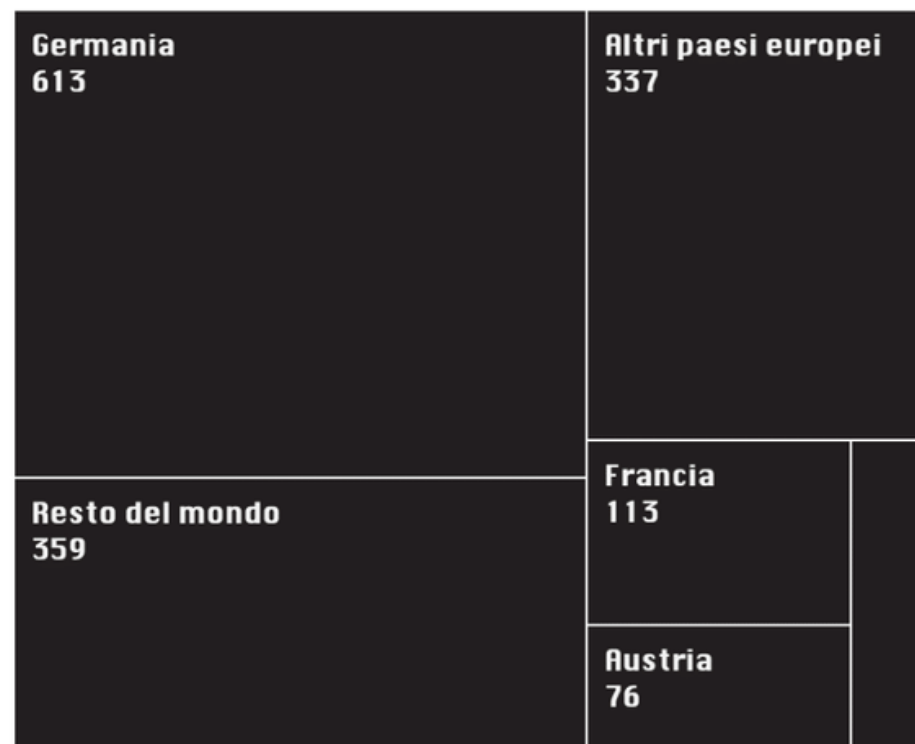 Germania
613
Altri paesi europei
337
Resto del mondo
359
Francia
113
Austria
76